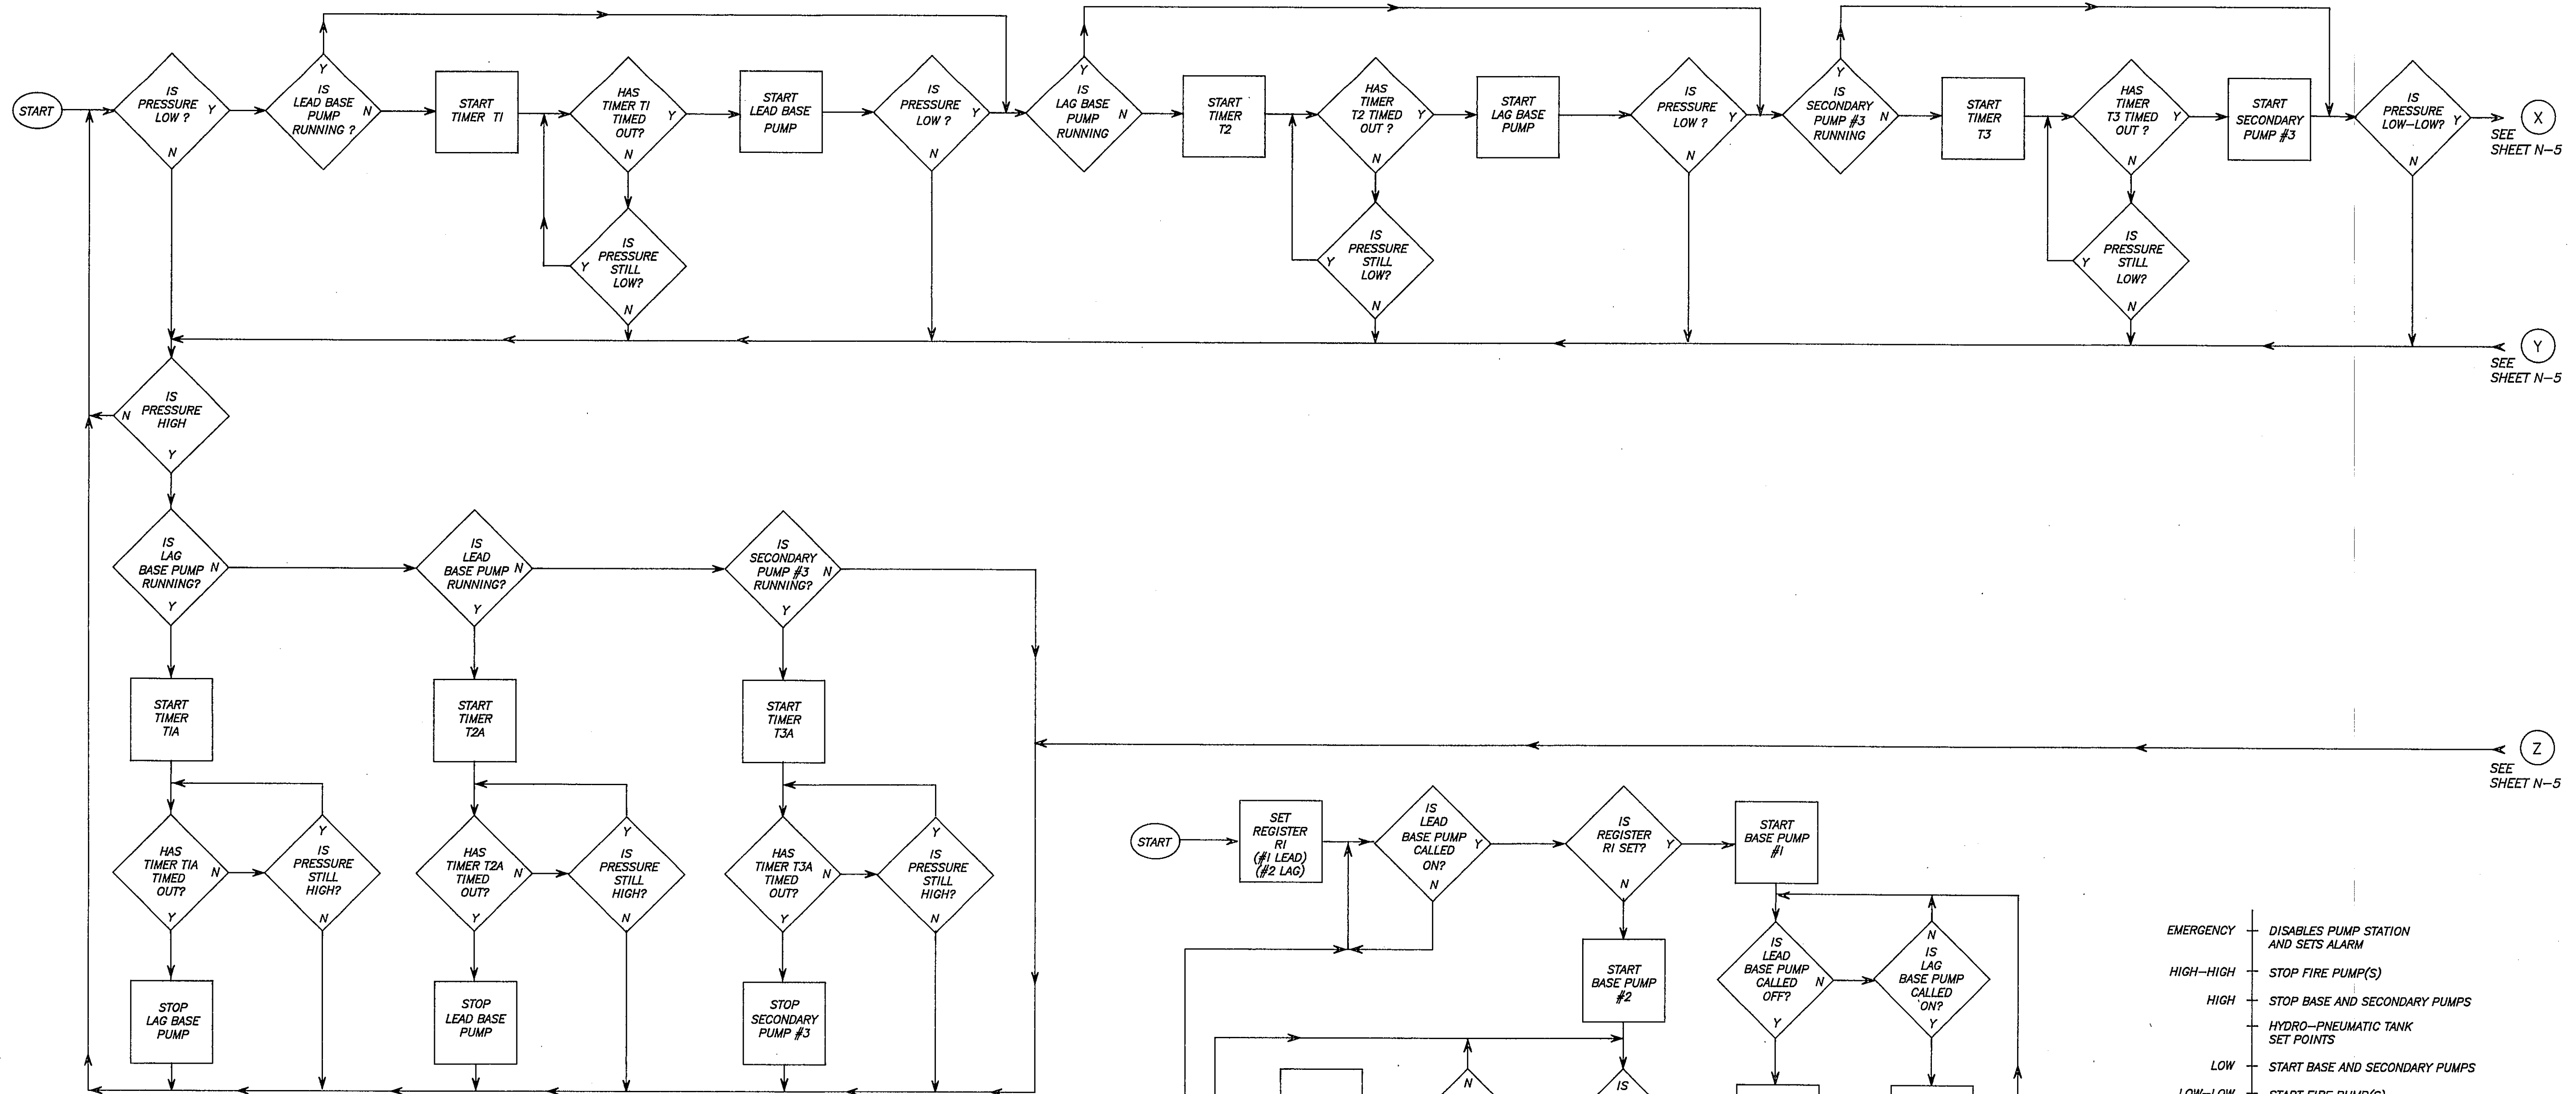 START
IS
PRESSURE
LOW ?
Y
N
Y
IS
LEAD BASE
PUMP
RUNNING ?
N
START
TIMER T1
HAS
TIMER T1
TIMED
OUT?
Y
N
IS
PRESSURE
STILL
LOW?
Y
N
START
LEAD BASE
PUMP
IS
PRESSURE
LOW ?
Y
N
Y
IS
LAG BASE
PUMP
RUNNING
N
START
TIMER
T2
HAS
TIMER
T2 TIMED
OUT ?
Y
N
IS
PRESSURE
STILL
LOW?
Y
N
START
LAG BASE
PUMP
IS
PRESSURE
LOW ?
Y
N
Y
IS
SECONDARY
PUMP #3
RUNNING
N
START
TIMER
T3
HAS
TIMER
T3 TIMED
OUT ?
Y
N
IS
PRESSURE
STILL
LOW?
Y
N
START
SECONDARY
PUMP #3
IS
PRESSURE
LOW-LOW?
Y
N
X
SEE
SHEET N-5
Y
SEE
SHEET N-5
IS
PRESSURE
HIGH
N
Y
IS
LAG
BASE PUMP
RUNNING?
N
Y
IS
LEAD
BASE PUMP
RUNNING?
N
Y
IS
SECONDARY
PUMP #3
RUNNING?
N
Y
START
TIMER
T1A
START
TIMER
T2A
START
TIMER
T3A
HAS
TIMER T1A
TIMED
OUT?
N
Y
Y
IS
PRESSURE
STILL
HIGH?
N
HAS
TIMER T2A
TIMED
OUT?
N
Y
Y
IS
PRESSURE
STILL
HIGH?
N
HAS
TIMER T3A
TIMED
OUT?
N
Y
Y
IS
PRESSURE
STILL
HIGH?
N
STOP
LAG BASE
PUMP
STOP
LEAD BASE
PUMP
STOP
SECONDARY
PUMP #3
Z
SEE
SHEET N-5
START
SET
REGISTER
R1
(#1 LEAD)
(#2 LAG)
IS
LEAD
BASE PUMP
CALLED
ON?
Y
N
IS
REGISTER
R1 SET?
Y
N
START
BASE PUMP
#1
START
BASE PUMP
#2
IS
LEAD
BASE PUMP
CALLED
OFF?
N
Y
N
IS
LAG
BASE PUMP
CALLED
ON?
Y
N
IS
EMERGENCY
DISABLES PUMP STATION
AND SETS ALARM
HIGH-HIGH
STOP FIRE PUMP(S)
HIGH
STOP BASE AND SECONDARY PUMPS
HYDRO-PNEUMATIC TANK
SET POINTS
LOW
START BASE AND SECONDARY PUMPS
LOW-LOW
START FIRE PUMP(S)